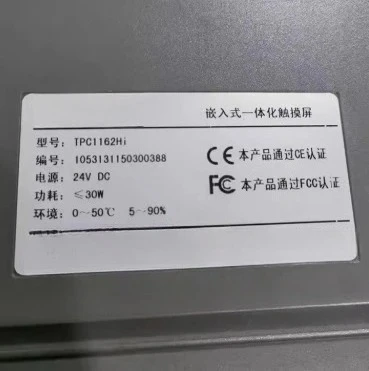 嵌入式一体化触摸屏
型号: TPC1162Hi
编号: 1053131150300388
电源: 24V DC
功耗: ≤30W
环境: 0~50℃ 5~90%
CE 本产品通过CE认证
FC 本产品通过FCC认证